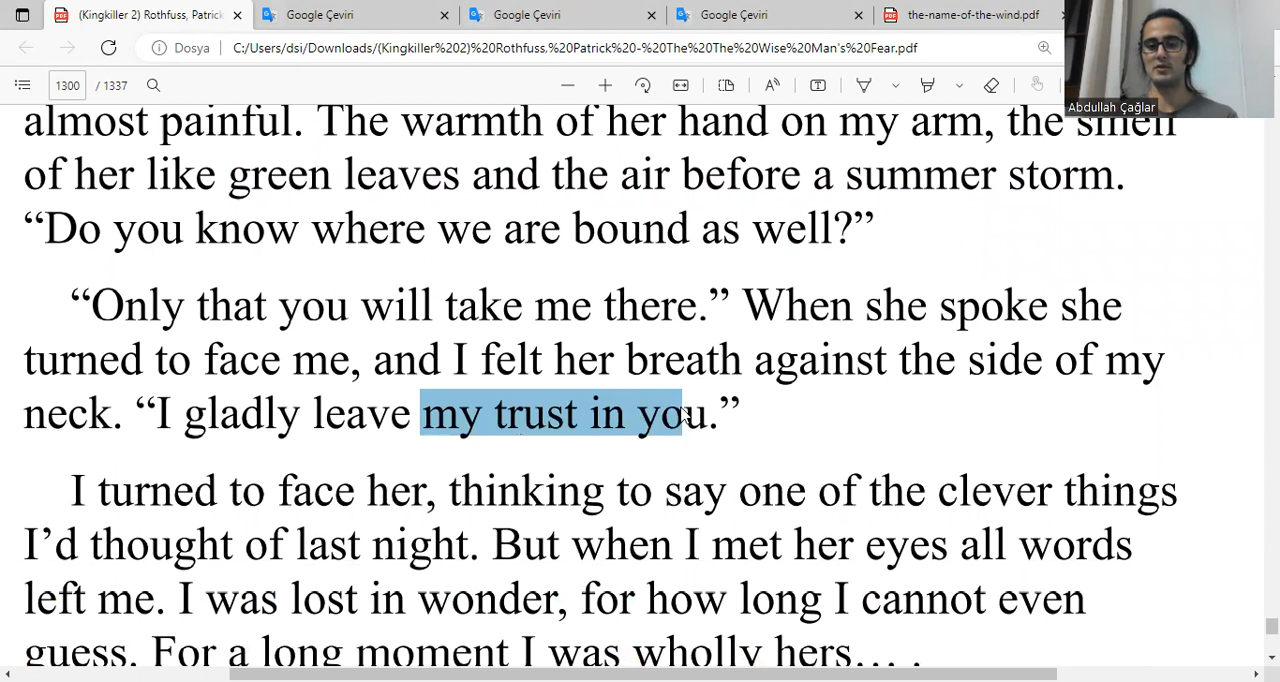 (Kingkiller 2) Rothfuss, Patrick
Google Çeviri
Google Çeviri
Google Çeviri
the-name-of-the-wind.pdf
Dosya
C:/Users/dsi/Downloads/(Kingkiller%202)%20Rothfuss,%20Patrick%20-%20The%20The%20Wise%20Man's%20Fear.pdf
1300 / 1337
Abdullah Çağlar
almost painful. The warmth of her hand on my arm, the smell
of her like green leaves and the air before a summer storm.
“Do you know where we are bound as well?”
“Only that you will take me there.” When she spoke she
turned to face me, and I felt her breath against the side of my
neck. “I gladly leave my trust in you.”
I turned to face her, thinking to say one of the clever things
I’d thought of last night. But when I met her eyes all words
left me. I was lost in wonder, for how long I cannot even
guess. For a long moment I was wholly hers… .